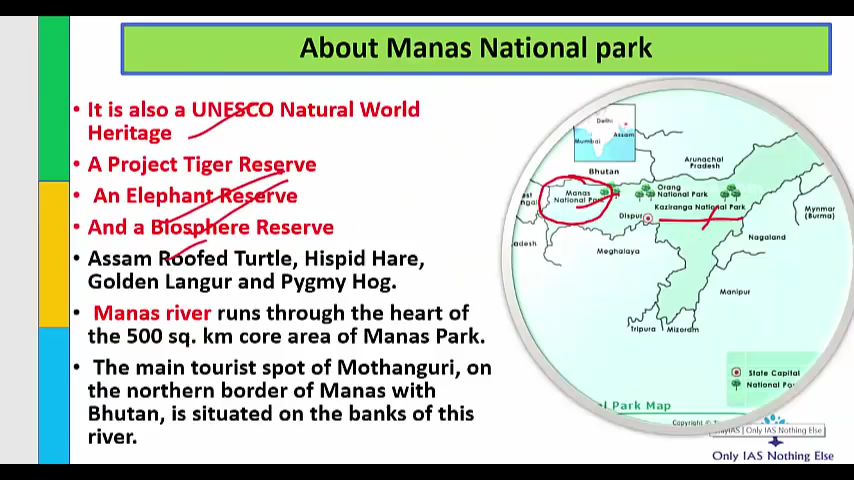 About Manas National park
• It is also a UNESCO Natural World
Heritage
• A Project Tiger Reserve
• An Elephant Reserve
• And a Biosphere Reserve
• Assam Roofed Turtle, Hispid Hare,
Golden Langur and Pygmy Hog.
• Manas river runs through the heart of
the 500 sq. km core area of Manas Park.
• The main tourist spot of Mothanguri, on
the northern border of Manas with
Bhutan, is situated on the banks of this
river.
Delhi
Assam
Mumbai
Bhutan
Arunachal
Pradesh
Manas
National Park
Orang
National Park
Kaziranga National Park
Dispur
Mynmar
(Burma)
adesh
Meghalaya
Nagaland
Manipur
Tripura
Mizoram
State Capital
National Pa
l Park Map
Copyright ©
OnlyIAS | Only IAS Nothing Else
Only IAS Nothing Else